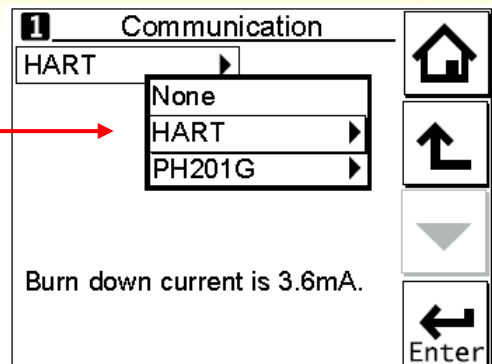 1 Communication
HART
None
HART
PH201G
Burn down current is 3.6mA.
Enter